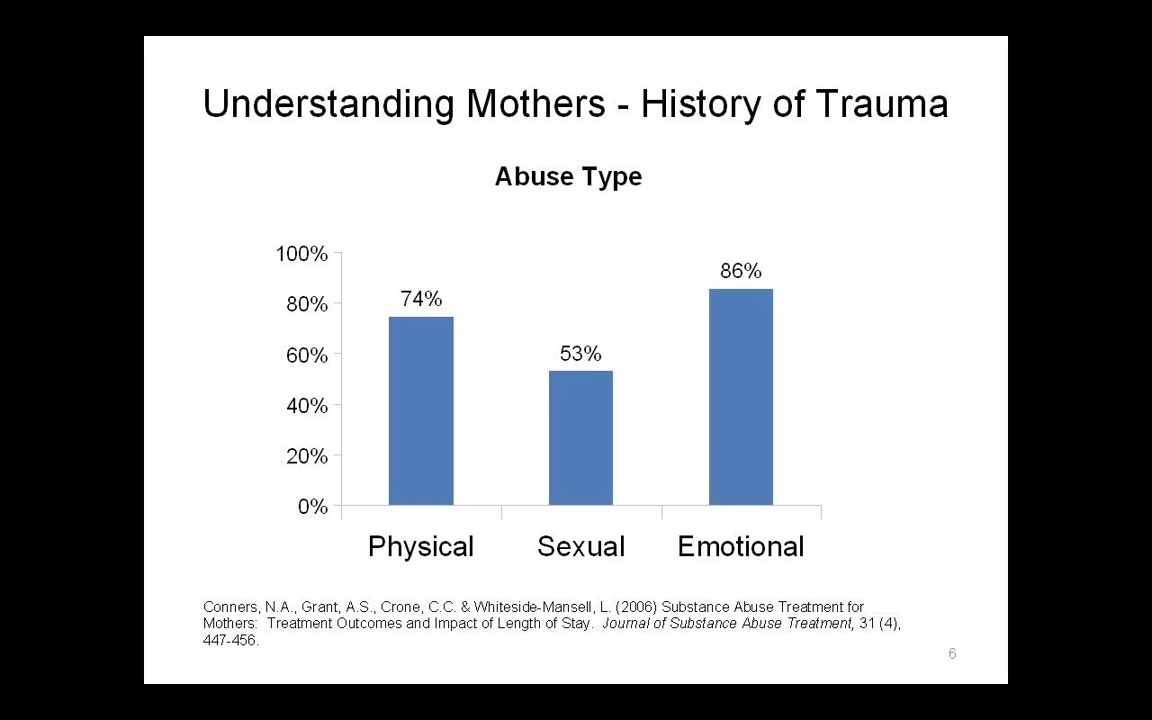 Understanding Mothers - History of Trauma
Abuse Type
100%
80%
60%
40%
20%
0%
74%
53%
86%
Physical
Sexual
Emotional
Conners, N.A., Grant, A.S., Crone, C.C. & Whiteside-Mansell, L. (2006) Substance Abuse Treatment for
Mothers:  Treatment Outcomes and Impact of Length of Stay.  Journal of Substance Abuse Treatment, 31 (4),
447-456.
6